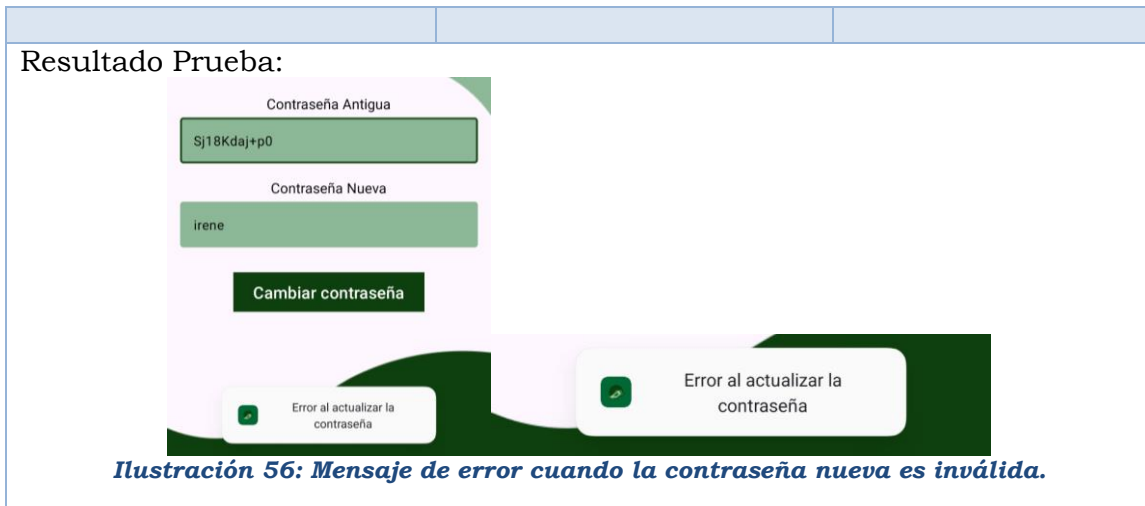 Resultado Prueba:
Contraseña Antigua
Sj18Kdaj+p0
Contraseña Nueva
irene
Cambiar contraseña
Error al actualizar la
contraseña
Error al actualizar la
contraseña
Ilustración 56: Mensaje de error cuando la contraseña nueva es inválida.